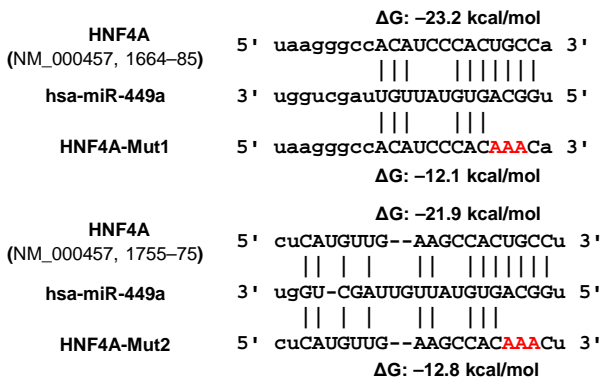 ΔG: –23.2 kcal/mol
HNF4A
(NM_000457, 1664–85)
5' uaagggccACAUCCCACUGCCa 3'
||| |||||||
hsa-miR-449a
3' uggucgauUGUUAUGUGACGGu 5'
||| |||
HNF4A-Mut1
5' uaagggccACAUCCCACAAACa 3'
ΔG: –12.1 kcal/mol
ΔG: –21.9 kcal/mol
HNF4A
(NM_000457, 1755–75)
5' cuCAUGUUG--AAGCCACUGCCu 3'
|| | | || |||||||
hsa-miR-449a
3' ugGU-CGAUUGUUAUGUGACGGu 5'
|| | | || |||
HNF4A-Mut2
5' cuCAUGUUG--AAGCCACAAACu 3'
ΔG: –12.8 kcal/mol